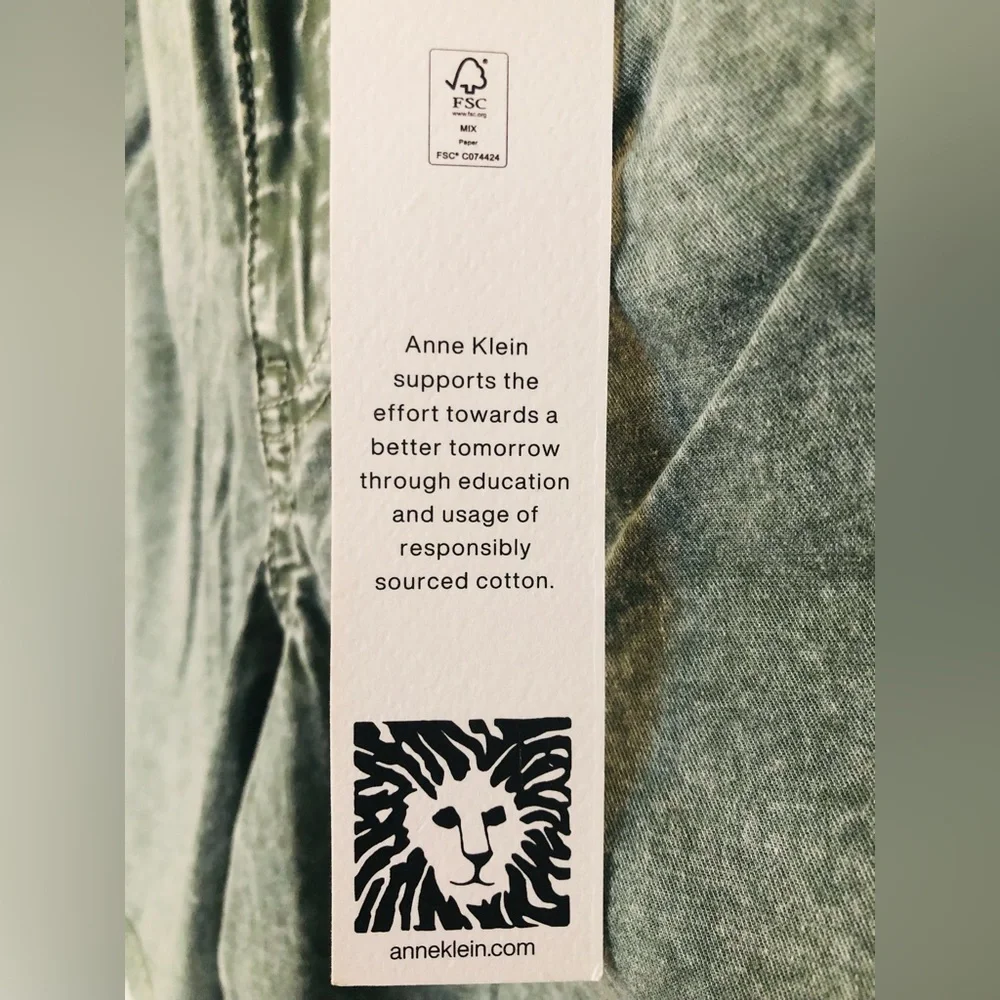 FSC
www.fsc.org
MIX
Paper
FSC® C074424
Anne Klein
supports the
effort towards a
better tomorrow
through education
and usage of
responsibly
sourced cotton.
anneklein.com